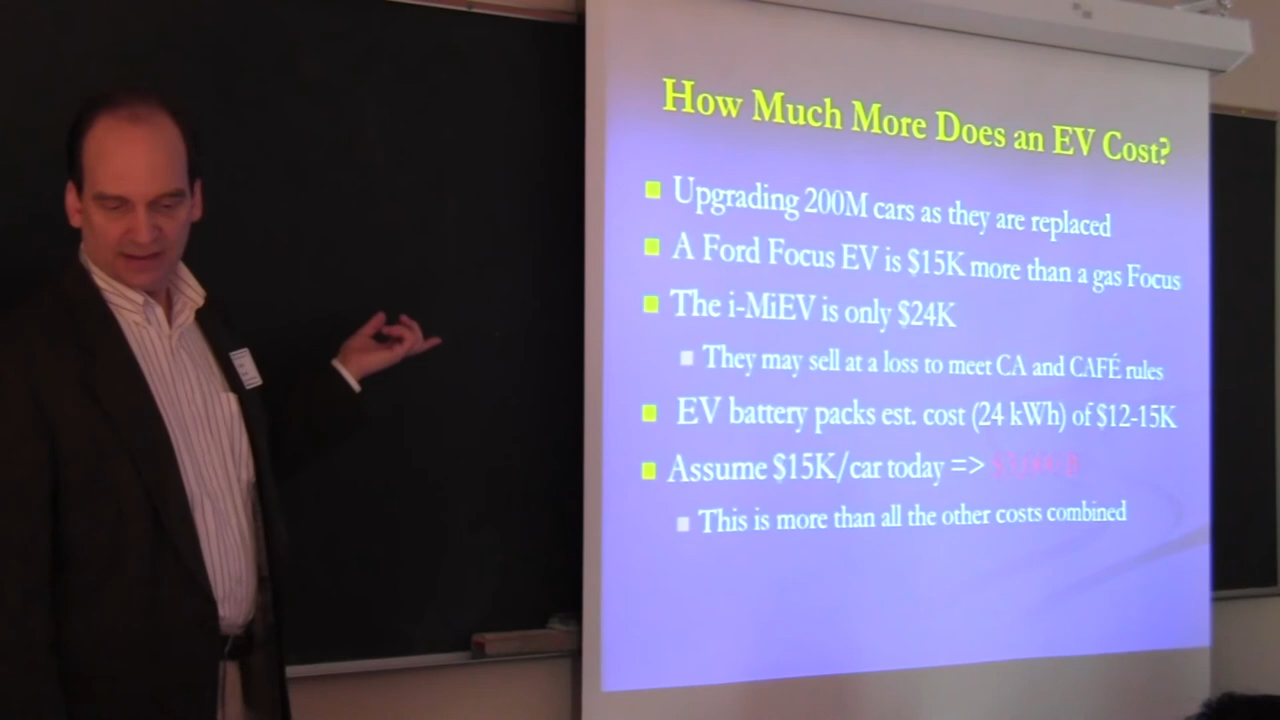 How Much More Does an EV Cost?
Upgrading 200M cars as they are replaced
A Ford Focus EV is $15K more than a gas Focus
The i-MiEV is only $24K
They may sell at a loss to meet CA and CAFÉ rules
EV battery packs est. cost (24 kWh) of $12-15K
Assume $15K/car today =>
This is more than all the other costs combined